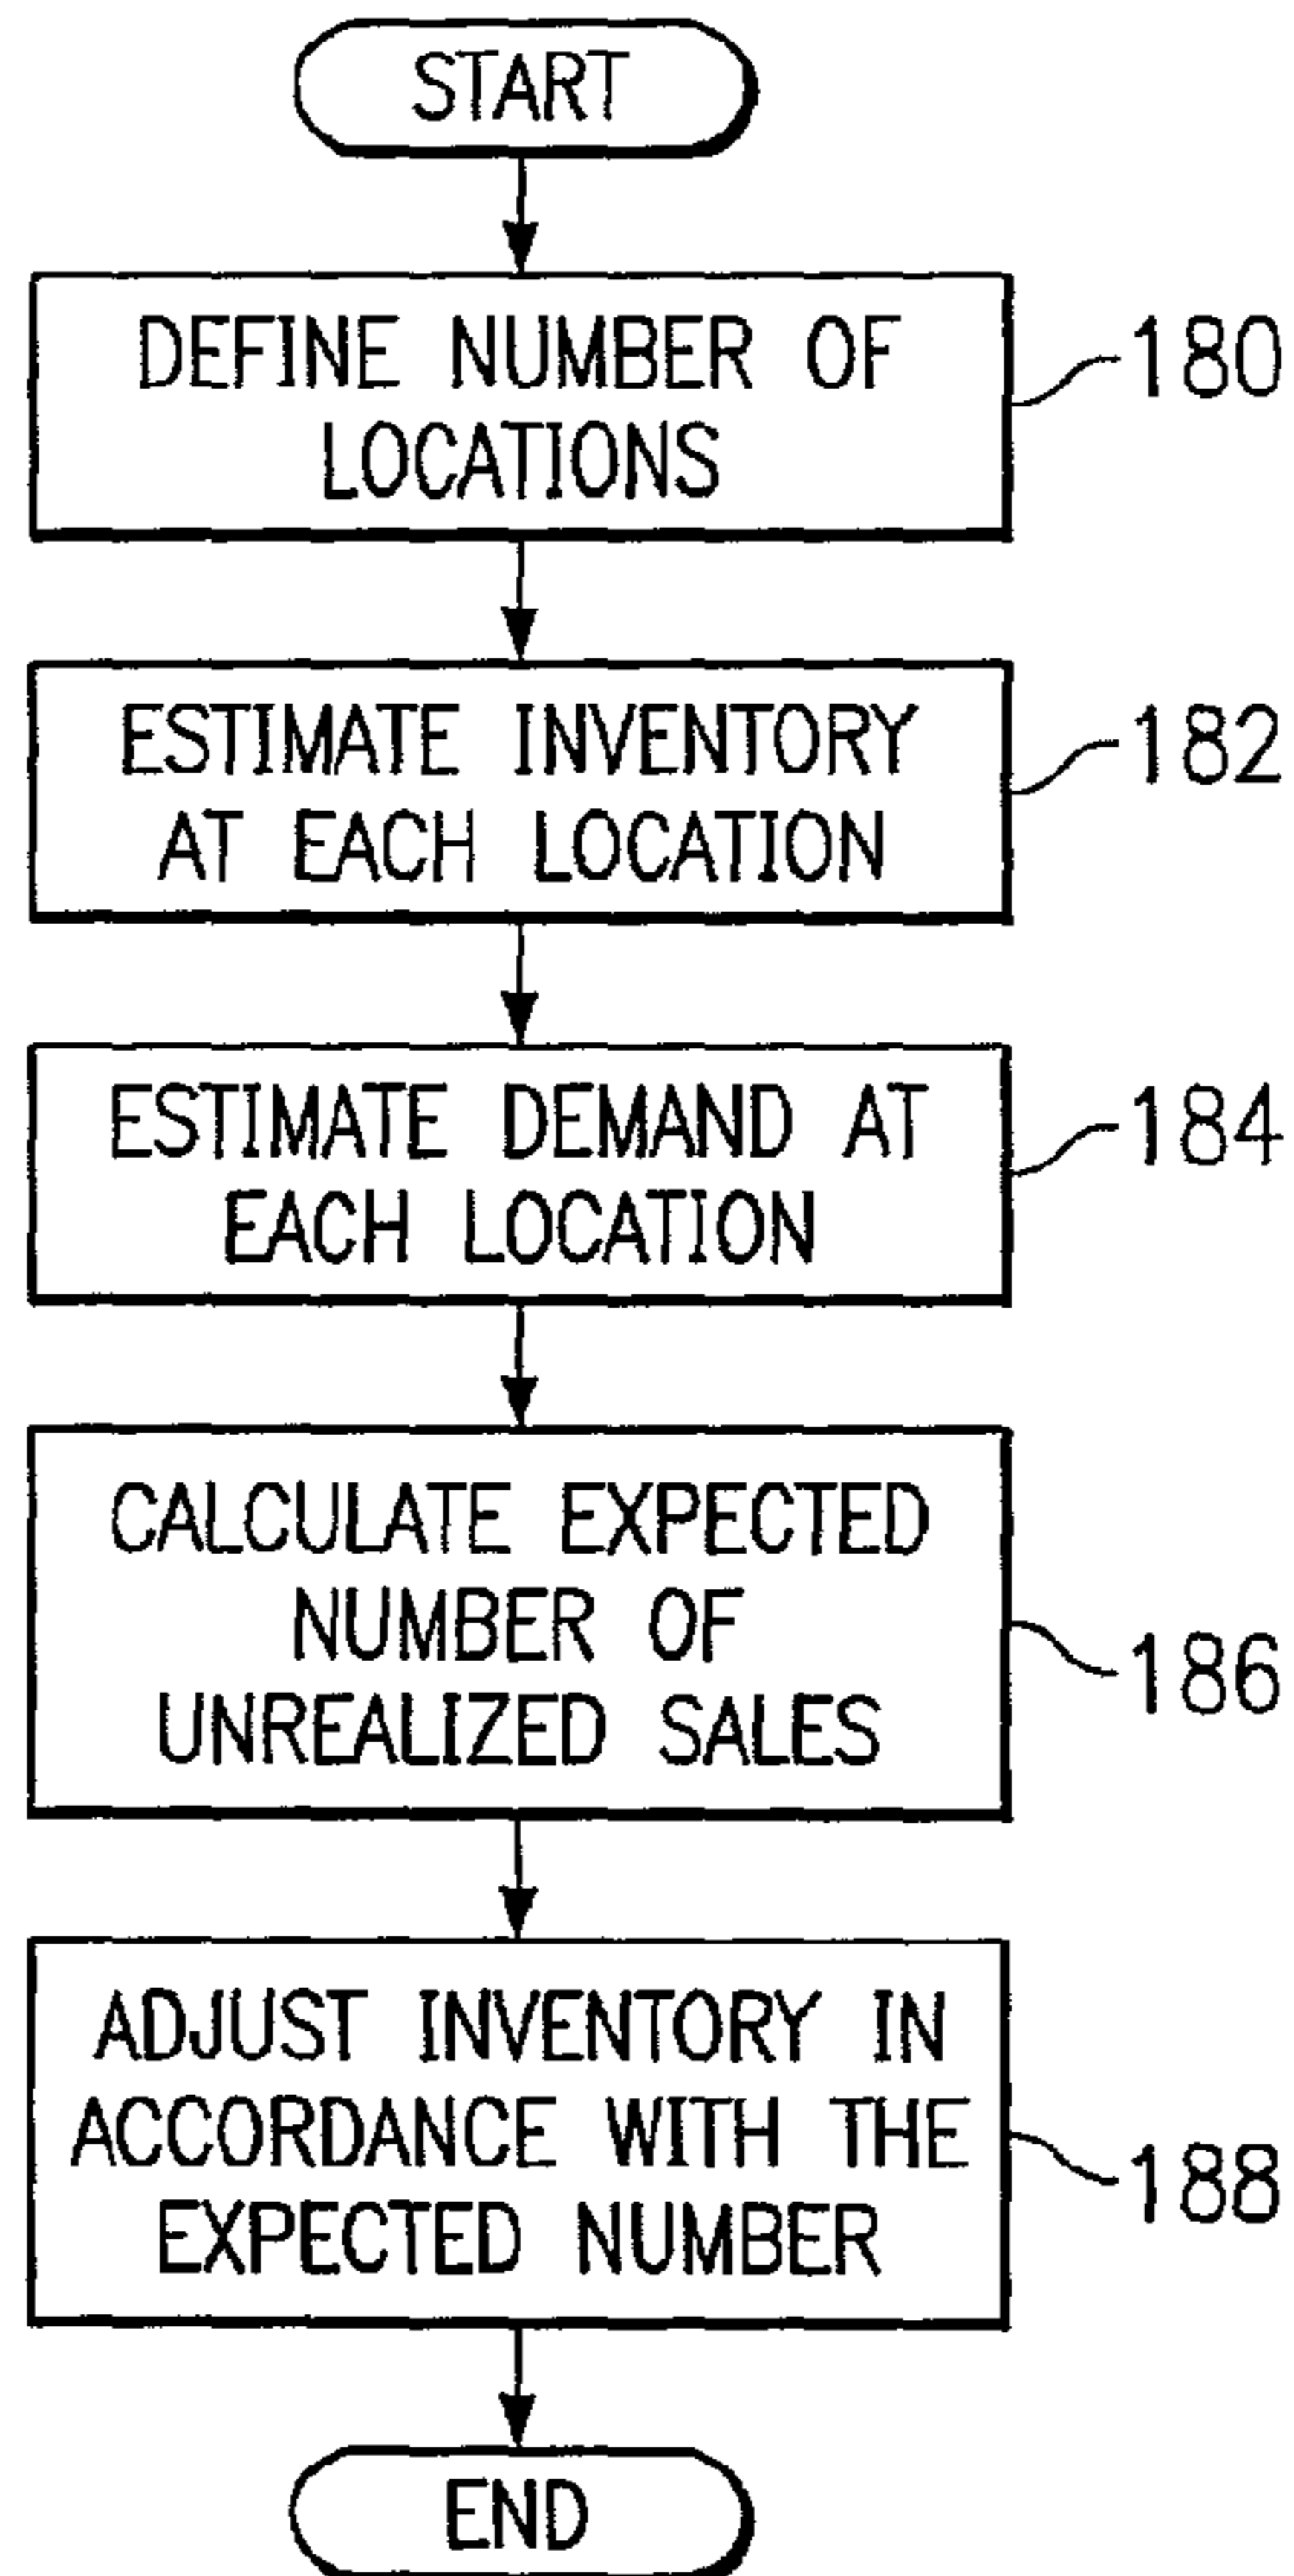 START
DEFINE NUMBER OF
LOCATIONS
180
ESTIMATE INVENTORY
AT EACH LOCATION
182
ESTIMATE DEMAND AT
EACH LOCATION
184
CALCULATE EXPECTED
NUMBER OF
UNREALIZED SALES
186
ADJUST INVENTORY IN
ACCORDANCE WITH THE
EXPECTED NUMBER
188
END